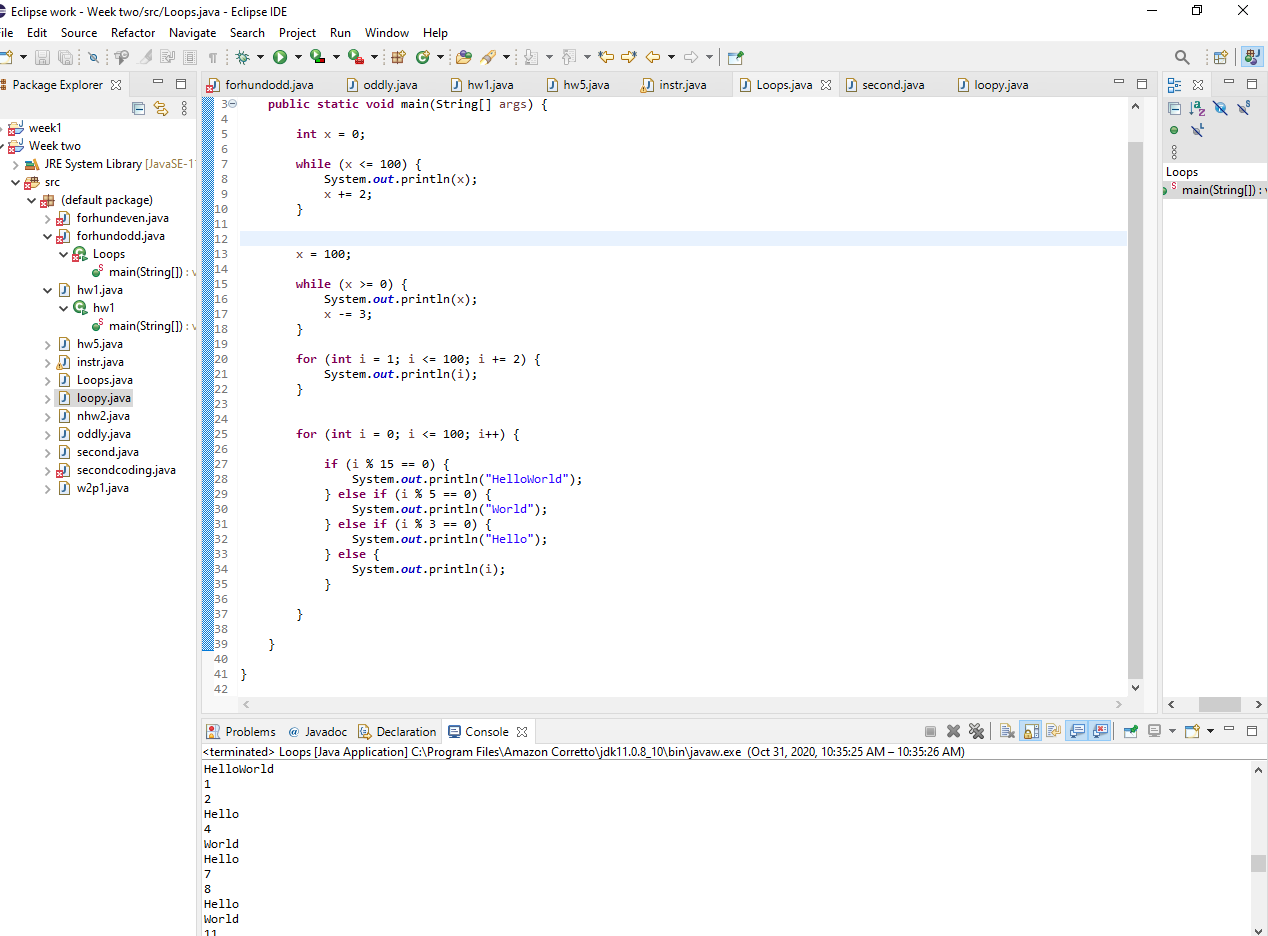 Eclipse work - Week two/src/Loops.java - Eclipse IDE
File Edit Source Refactor Navigate Search Project Run Window Help
Package Explorer
week1
Week two
JRE System Library [JavaSE-1
src
(default package)
forhundeven.java
forhundodd.java
Loops
main(String[]) : v
hw1.java
hw1
main(String[]) : v
hw5.java
instr.java
Loops.java
loopy.java
nhw2.java
oddly.java
second.java
secondcoding.java
w2p1.java
forhundodd.java oddly.java hw1.java hw5.java instr.java Loops.java second.java loopy.java
3 public static void main(String[] args) {
4
5 int x = 0;
6
7 while (x <= 100) {
8 System.out.println(x);
9 x += 2;
10 }
11
12
13 x = 100;
14
15 while (x >= 0) {
16 System.out.println(x);
17 x -= 3;
18 }
19
20 for (int i = 1; i <= 100; i += 2) {
21 System.out.println(i);
22 }
23
24
25 for (int i = 0; i <= 100; i++) {
26
27 if (i % 15 == 0) {
28 System.out.println("HelloWorld");
29 } else if (i % 5 == 0) {
30 System.out.println("World");
31 } else if (i % 3 == 0) {
32 System.out.println("Hello");
33 } else {
34 System.out.println(i);
35 }
36
37 }
38
39 }
40
41 }
42
Loops
main(String[]) : v
Problems @ Javadoc Declaration Console
<terminated> Loops [Java Application] C:\Program Files\Amazon Corretto\jdk11.0.8_10\bin\javaw.exe (Oct 31, 2020, 10:35:25 AM – 10:35:26 AM)
HelloWorld
1
2
Hello
4
World
Hello
7
8
Hello
World
11